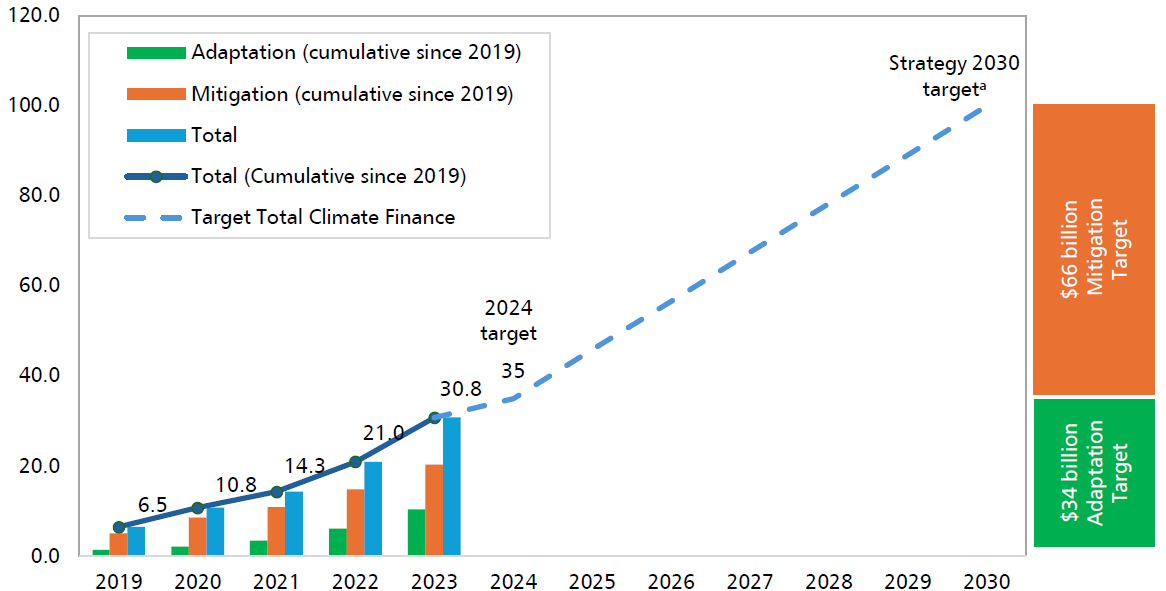 120.0
100.0
80.0
60.0
40.0
20.0
0.0
Adaptation (cumulative since 2019)
Mitigation (cumulative since 2019)
Total
Total (Cumulative since 2019)
Target Total Climate Finance
Strategy 2030
targetª
2024
target
35
30.8
21.0
14.3
10.8
6.5
2019 2020 2021 2022 2023 2024 2025 2026 2027 2028 2029 2030
$66 billion
Mitigation
Target
$34 billion
Adaptation
Target